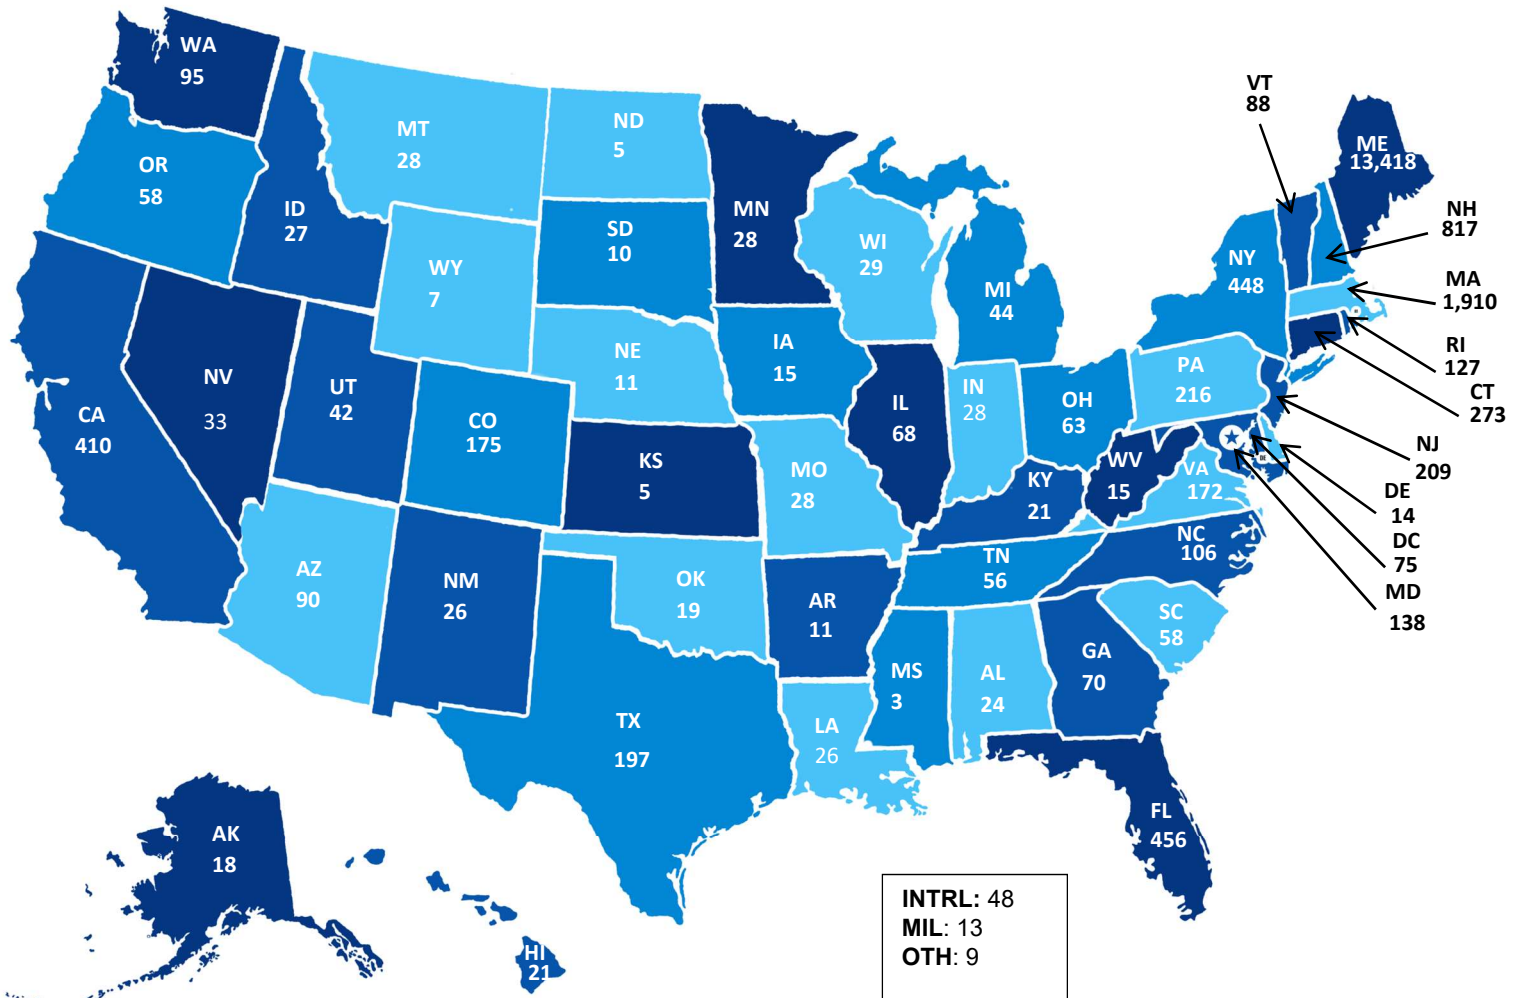 WA
95
OR
58
ID
27
MT
28
ND
5
SD
10
WY
7
NE
11
MN
28
WI
29
IA
15
MI
44
NV
33
UT
42
CA
410
CO
175
KS
5
MO
28
IL
68
IN
28
OH
63
KY
21
WV
15
VA
172
PA
216
NY
448
VT
88
ME
13,418
NH
817
MA
1,910
RI
127
CT
273
NJ
209
DE
14
DC
75
MD
138
NC
106
TN
56
SC
58
GA
70
AL
24
MS
3
AR
11
LA
26
OK
19
AZ
90
NM
26
TX
197
FL
456
AK
18
HI
21
INTRL: 48
MIL: 13
OTH: 9